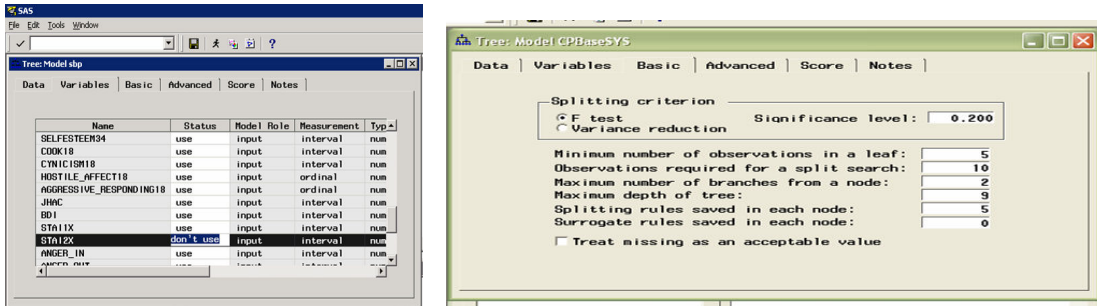 SAS
File Edit Tools Window
Tree: Model sbp
Data Variables Basic Advanced Score Notes
Name Status Model Role Measurement Typ
SELFESTEEM34 use input interval num
COOK18 use input interval num
CYNICISM18 use input interval num
HOSTILE_AFFECT18 use input ordinal num
AGGRESSIVE_RESPONDING18 use input ordinal num
JHAC use input interval num
BDI use input interval num
STAI1X use input interval num
STAI2X don't use input interval num
ANGER_IN use input interval num
Tree: Model CPBaseSYS
Data Variables Basic Advanced Score Notes
Splitting criterion
F test Significance level: 0.200
Variance reduction
Minimum number of observations in a leaf: 5
Observations required for a split search: 10
Maximum number of branches from a node: 2
Maximum depth of tree: 9
Splitting rules saved in each node: 5
Surrogate rules saved in each node: 0
Treat missing as an acceptable value